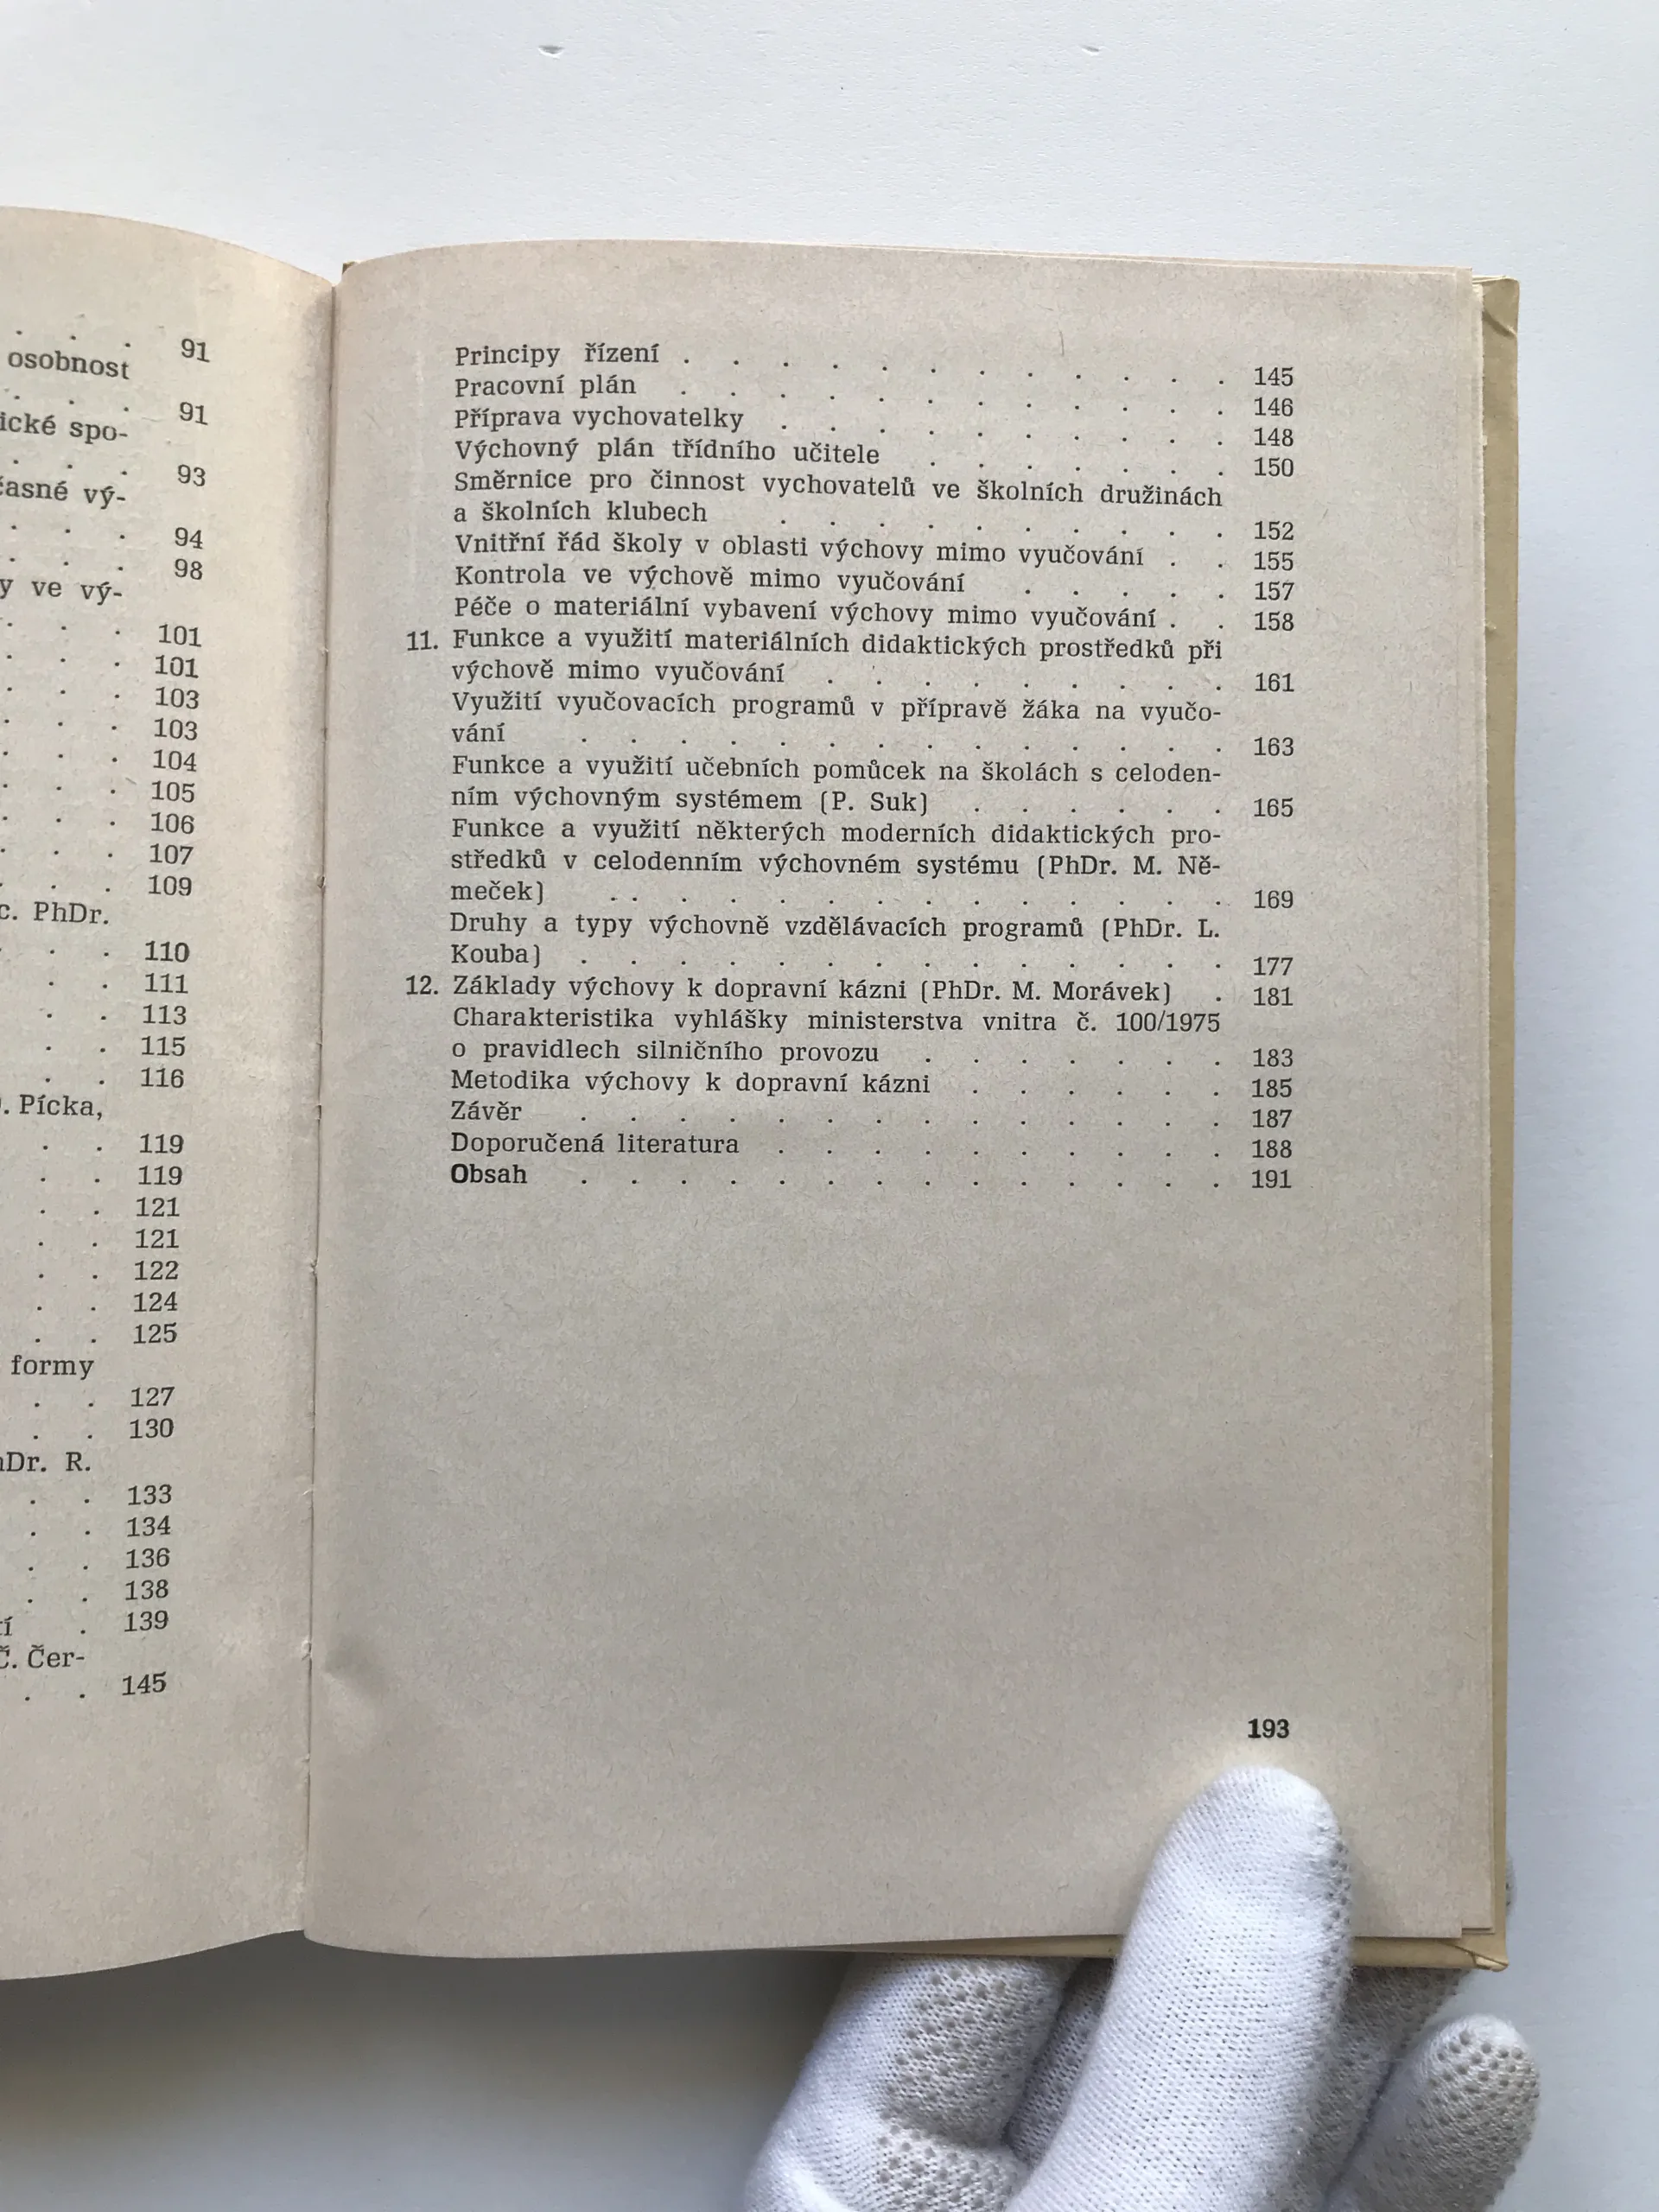 91
osobnost
91
ické spo-
93
časné vý-
94
98
y ve vý-
101
101
103
103
104
105
106
107
109
c. PhDr.
110
111
113
115
116
. Pícka,
119
119
121
121
122
124
125
formy
127
130
Dr. R.
133
134
136
138
139
Č. Čer-
145
Principy řízení . . . . . . . . . . . . 145
Pracovní plán . . . . . . . . . . . . 146
Příprava vychovatelky . . . . . . . . . . 148
Výchovný plán třídního učitele . . . . . . . 150
Směrnice pro činnost vychovatelů ve školních družinách
a školních klubech . . . . . . . . . . 152
Vnitřní řád školy v oblasti výchovy mimo vyučování . . 155
Kontrola ve výchově mimo vyučování . . . . . 157
Péče o materiální vybavení výchovy mimo vyučování . . 158
11. Funkce a využití materiálních didaktických prostředků při
výchově mimo vyučování . . . . . . . . . 161
Využití vyučovacích programů v přípravě žáka na vyučo-
vání . . . . . . . . . . . . . . 163
Funkce a využití učebních pomůcek na školách s celoden-
ním výchovným systémem (P. Suk) . . . . . . 165
Funkce a využití některých moderních didaktických pro-
středků v celodenním výchovném systému (PhDr. M. Ně-
meček) . . . . . . . . . . . . . . 169
Druhy a typy výchovně vzdělávacích programů (PhDr. L.
Kouba) . . . . . . . . . . . . . . 177
12. Základy výchovy k dopravní kázni (PhDr. M. Morávek) . 181
Charakteristika vyhlášky ministerstva vnitra č. 100/1975
o pravidlech silničního provozu . . . . . . . 183
Metodika výchovy k dopravní kázni . . . . . . 185
Závěr . . . . . . . . . . . . . . 187
Doporučená literatura . . . . . . . . . . 188
Obsah . . . . . . . . . . . . . . 191
193